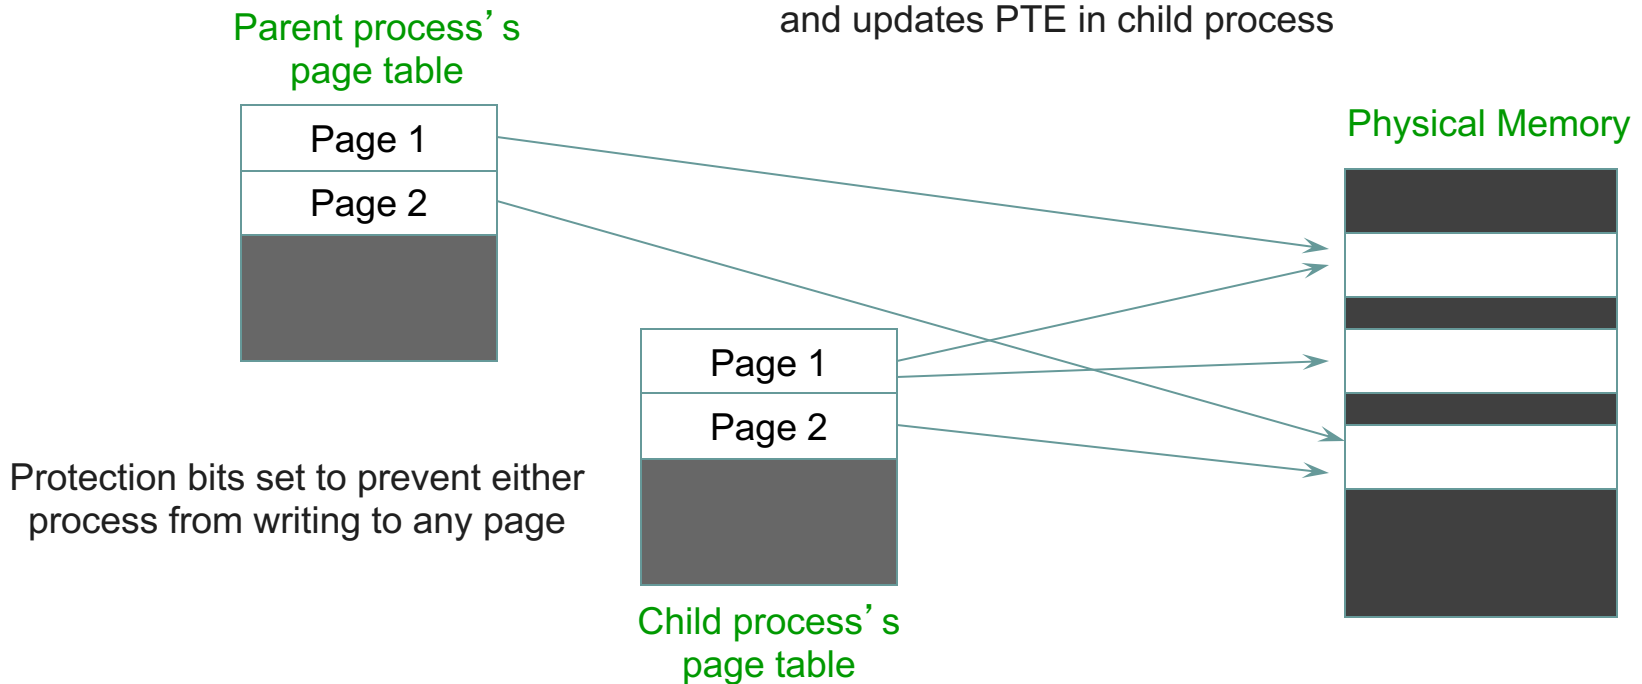 and updates PTE in child process
Parent process’s
page table
Page 1
Page 2
Physical Memory
Page 1
Page 2
Protection bits set to prevent either
process from writing to any page
Child process’s
page table